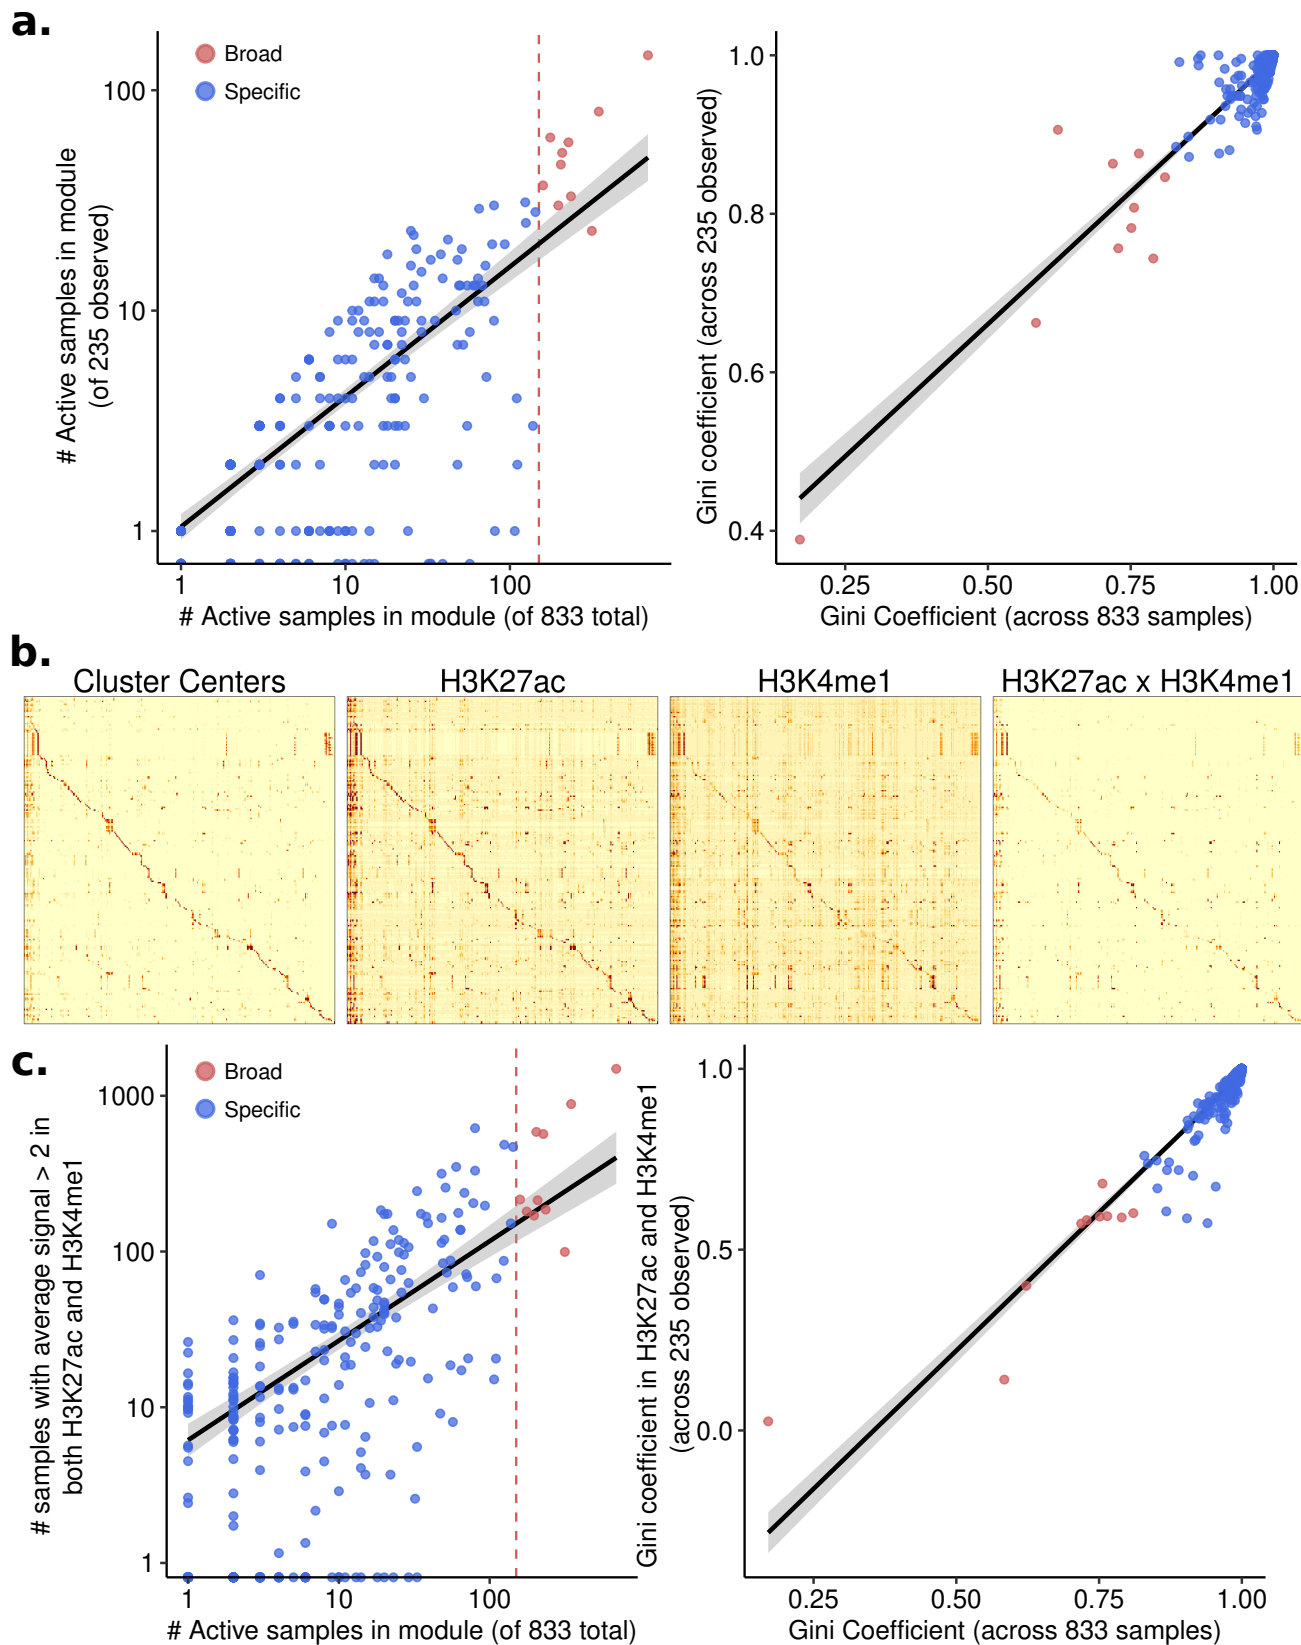 a.
Broad
Specific
100
10
1
# Active samples in module
(of 235 observed)
1
10
100
# Active samples in module (of 833 total)
1.0
0.8
0.6
0.4
Gini coefficient (across 235 observed)
0.25
0.50
0.75
1.00
Gini Coefficient (across 833 samples)
b.
Cluster Centers
H3K27ac
H3K4me1
H3K27ac x H3K4me1
c.
Broad
Specific
1000
100
10
1
# samples with average signal > 2 in
both H3K27ac and H3K4me1
1
10
100
# Active samples in module (of 833 total)
1.0
0.5
0.0
Gini coefficient in H3K27ac and H3K4me1
(across 235 observed)
0.25
0.50
0.75
1.00
Gini Coefficient (across 833 samples)